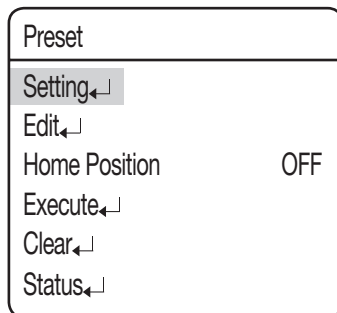 Preset
Setting↵
Edit↵
Home Position OFF
Execute↵
Clear↵
Status↵